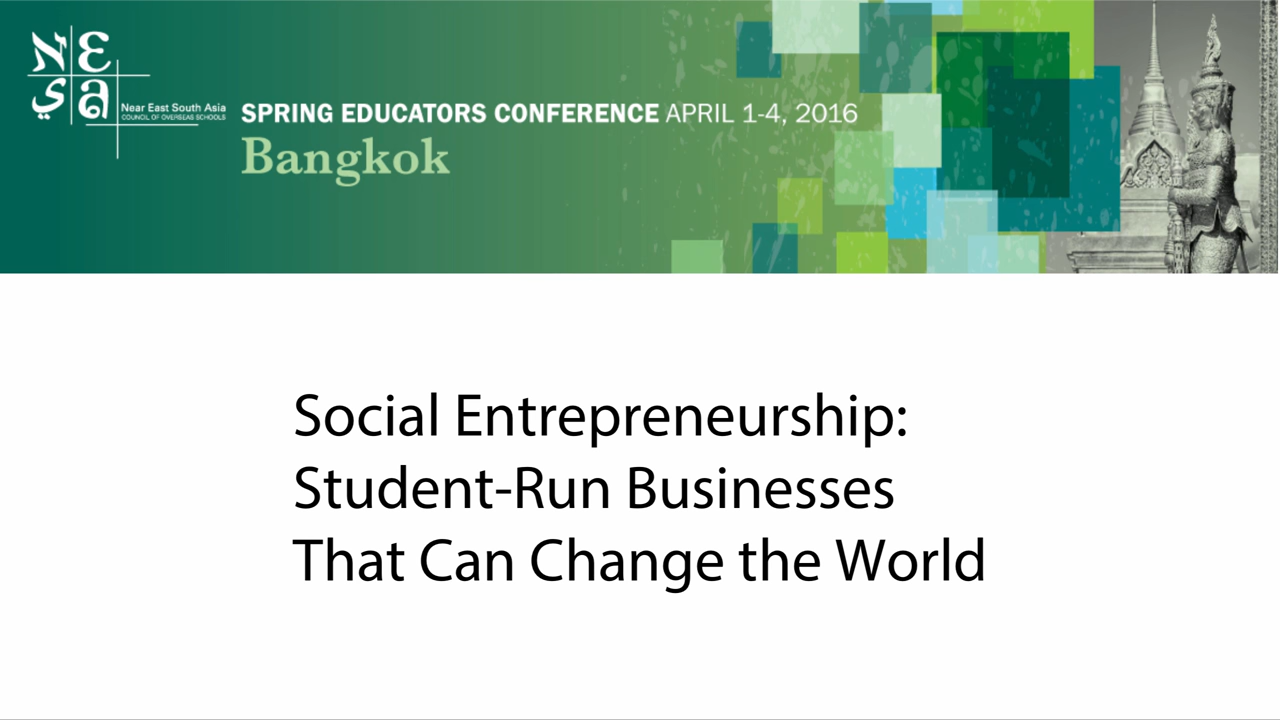 NESa
Near East South Asia
COUNCIL OF OVERSEAS SCHOOLS
SPRING EDUCATORS CONFERENCE APRIL 1-4, 2016
Bangkok
Social Entrepreneurship:
Student-Run Businesses
That Can Change the World